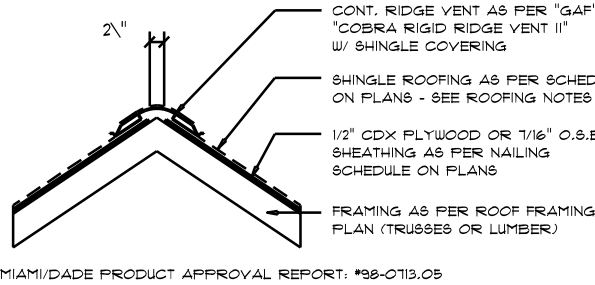 2\"
CONT. RIDGE VENT AS PER "GAF"
"COBRA RIGID RIDGE VENT II"
W/ SHINGLE COVERING
SHINGLE ROOFING AS PER SCHED
ON PLANS - SEE ROOFING NOTES
1/2" CDX PLYWOOD OR 7/16" O.S.B
SHEATHING AS PER NAILING
SCHEDULE ON PLANS
FRAMING AS PER ROOF FRAMING
PLAN (TRUSSES OR LUMBER)
MIAMI/DADE PRODUCT APPROVAL REPORT: #98-0713.05